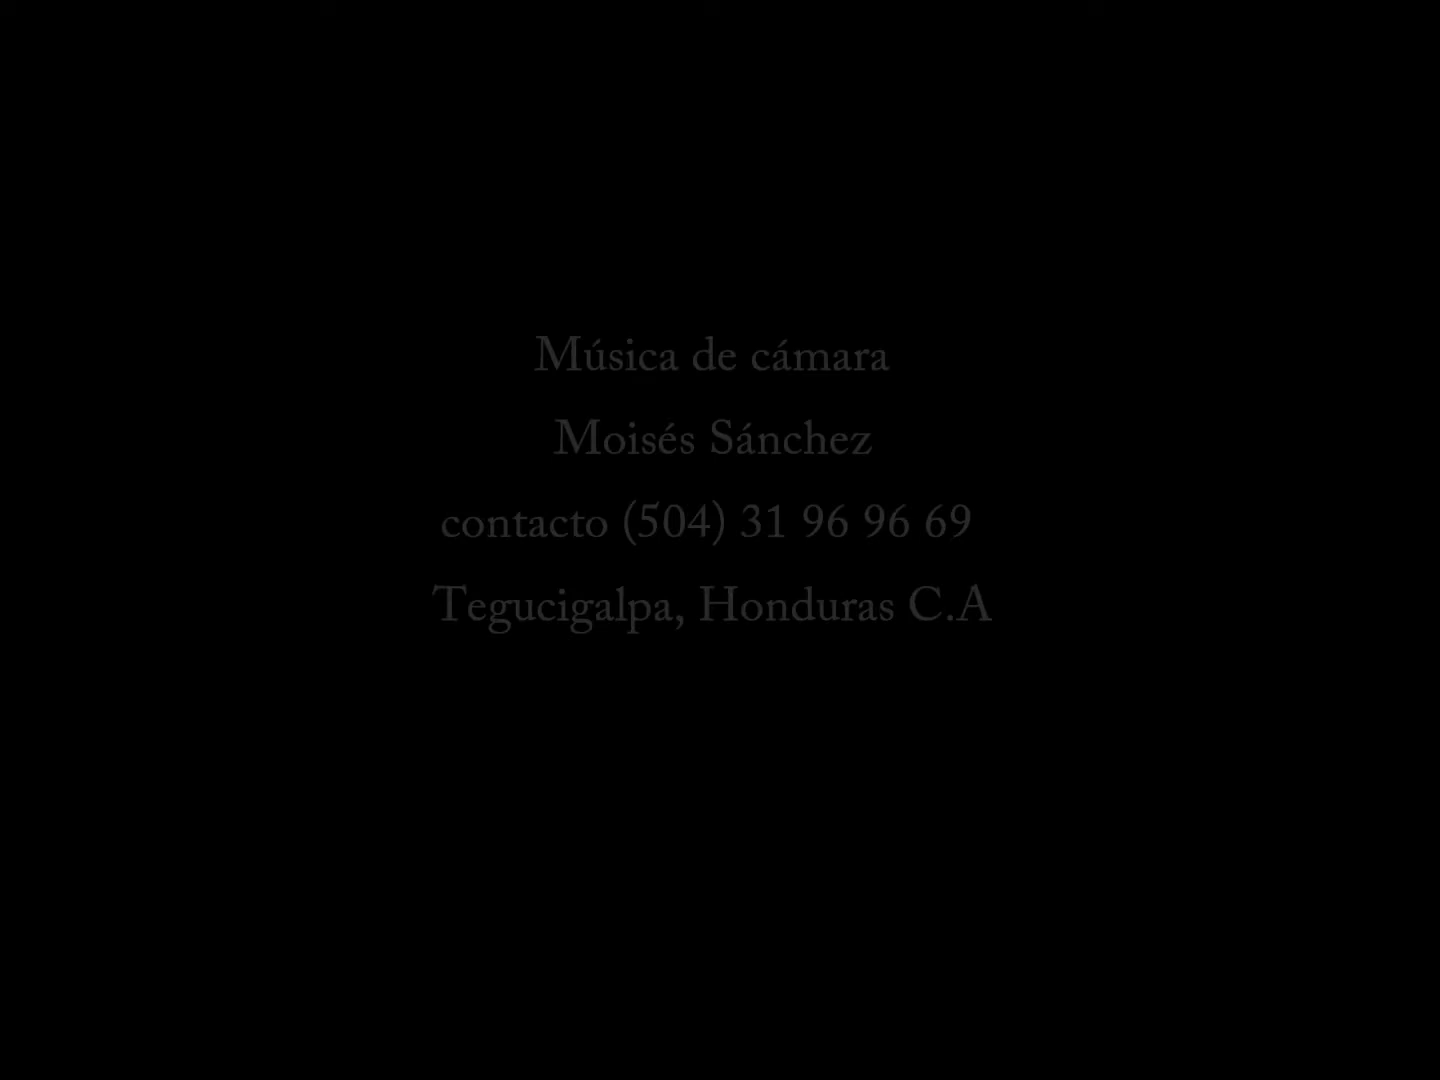 Música de cámara
Moisés Sánchez
contacto (504) 31 96 96 69
Tegucigalpa, Honduras C.A